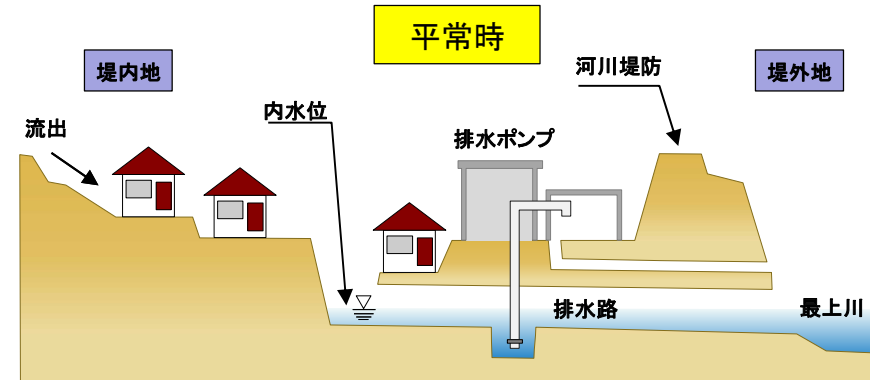 平常時
堤内地
河川堤防
堤外地
内水位
流出
排水ポンプ
排水路
最上川